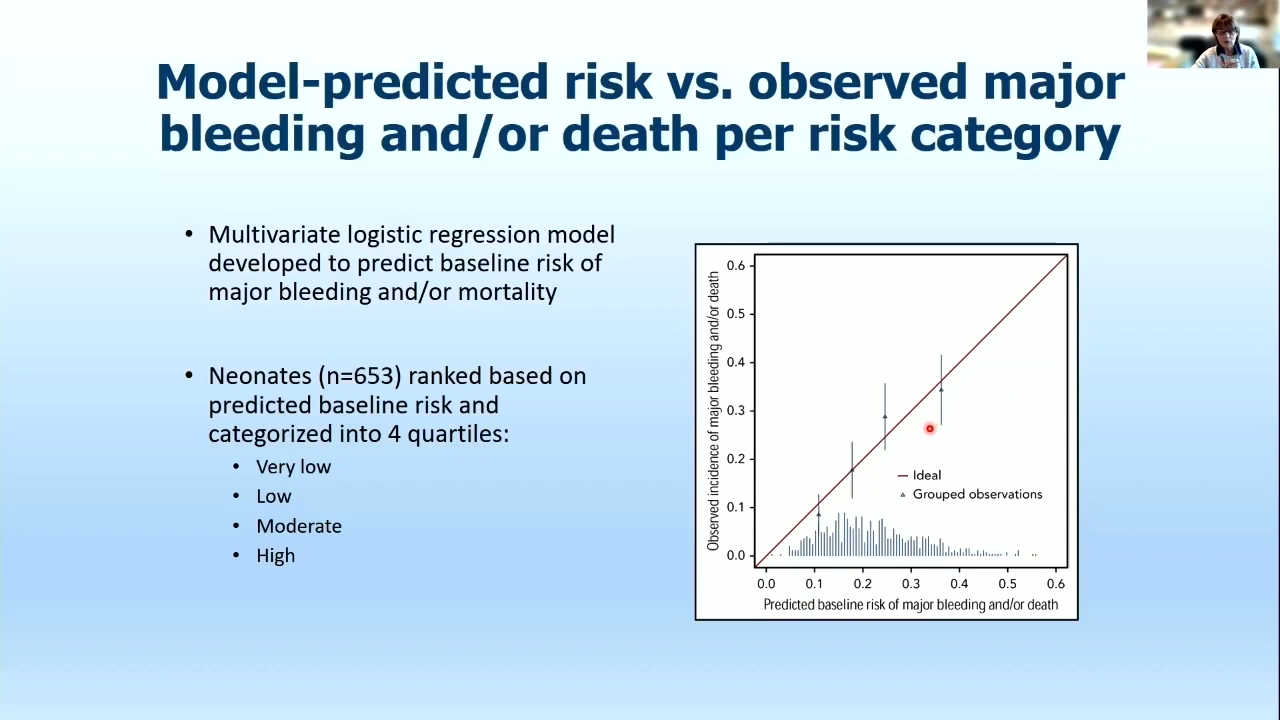 Model-predicted risk vs. observed major
bleeding and/or death per risk category
• Multivariate logistic regression model
developed to predict baseline risk of
major bleeding and/or mortality
• Neonates (n=653) ranked based on
predicted baseline risk and
categorized into 4 quartiles:
• Very low
• Low
• Moderate
• High
Observed incidence of major bleeding and/or death
0.6
0.5
0.4
0.3
0.2
0.1
0.0
Ideal
Grouped observations
0.0 0.1 0.2 0.3 0.4 0.5 0.6
Predicted baseline risk of major bleeding and/or death